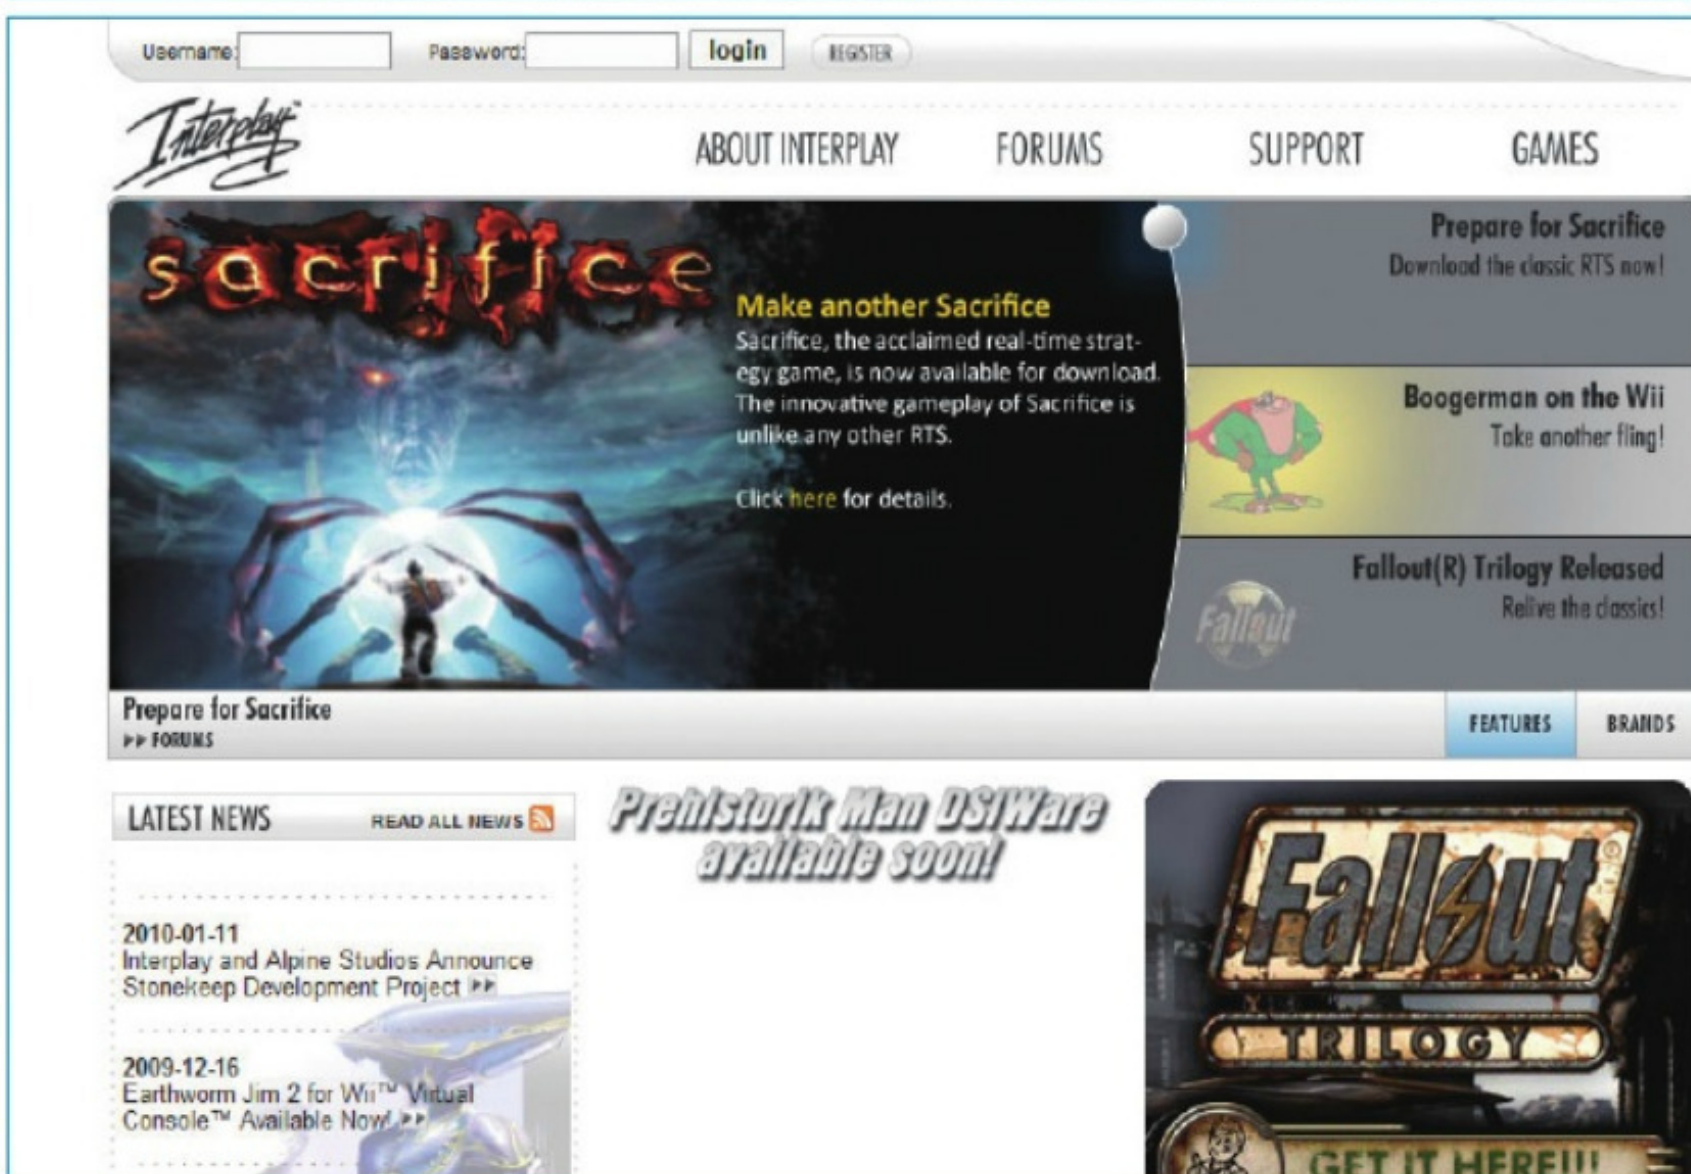 Username:
Password:
login
REGISTER
Interplay™
ABOUT INTERPLAY
FORUMS
SUPPORT
GAMES
sacrifice
Make another Sacrifice
Sacrifice, the acclaimed real-time strat-
egy game, is now available for download.
The innovative gameplay of Sacrifice is
unlike any other RTS.
Click here for details.
Prepare for Sacrifice
Download the classic RTS now!
Boogerman on the Wii
Take another fling!
Fallout(R) Trilogy Released
Relive the classics!
Fallout
Prepare for Sacrifice
FORUMS
FEATURES
BRANDS
LATEST NEWS
READ ALL NEWS
2010-01-11
Interplay and Alpine Studios Announce
Stonekeep Development Project
2009-12-16
Earthworm Jim 2 for Wii™ Virtual
Console™ Available Now!
Prehistorik Man DSIWare
available soon!
Fallout®
TRILOGY
GET IT HERE!!!